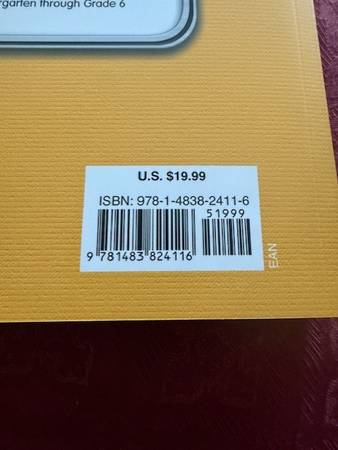 rgarten through Grade 6
U.S. $19.99
ISBN: 978-1-4838-2411-6
51999
9 781483 824116
EAN